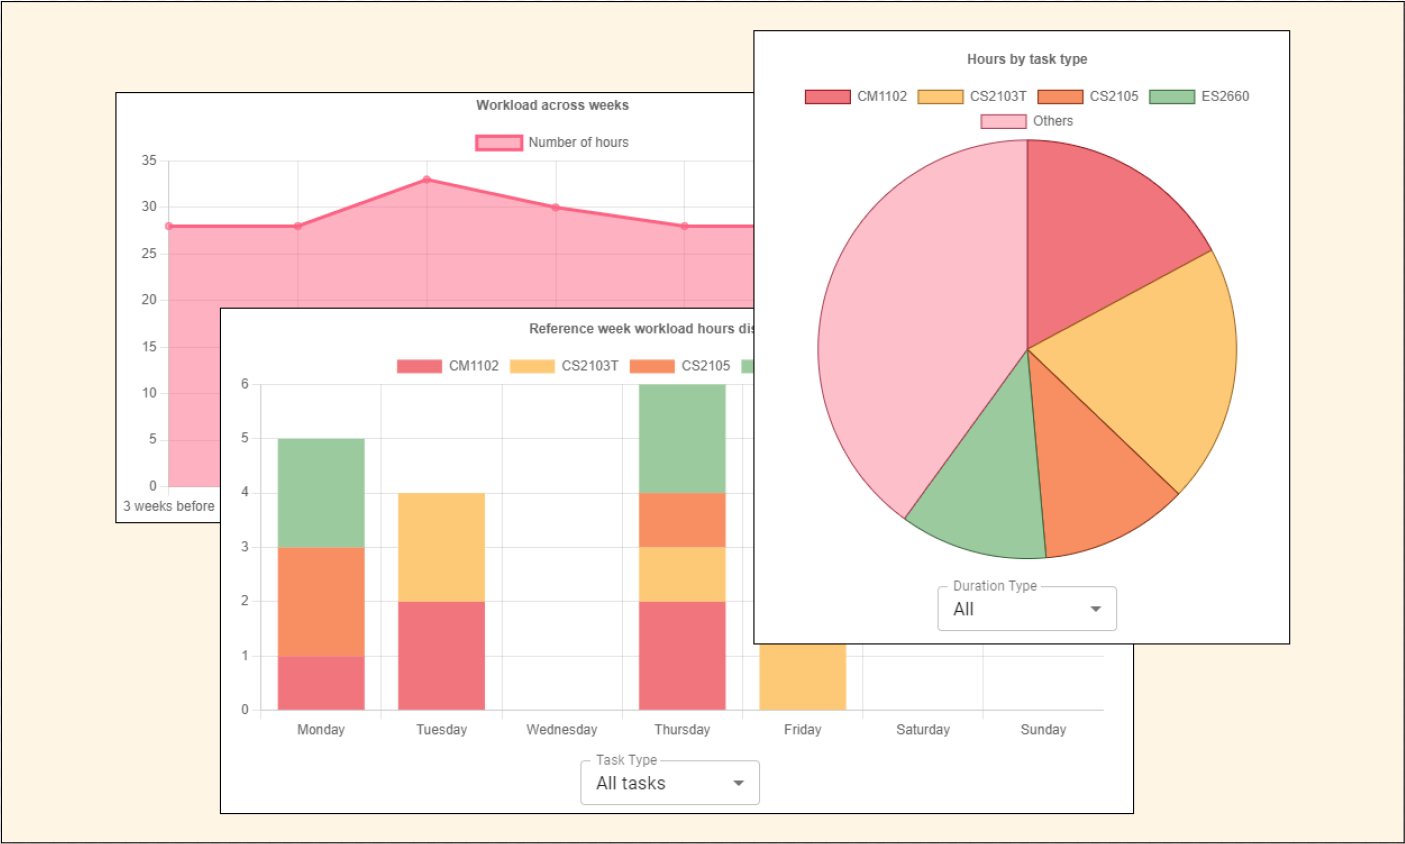 Workload across weeks
Number of hours
35
30
25
20
15
10
5
0
3 weeks before
Reference week workload hours
CM1102 CS2103T CS2105
6
5
4
3
2
1
0
Monday Tuesday Wednesday Thursday Friday Saturday Sunday
Task Type
All tasks
Hours by task type
CM1102 CS2103T CS2105 ES2660
Others
Duration Type
All